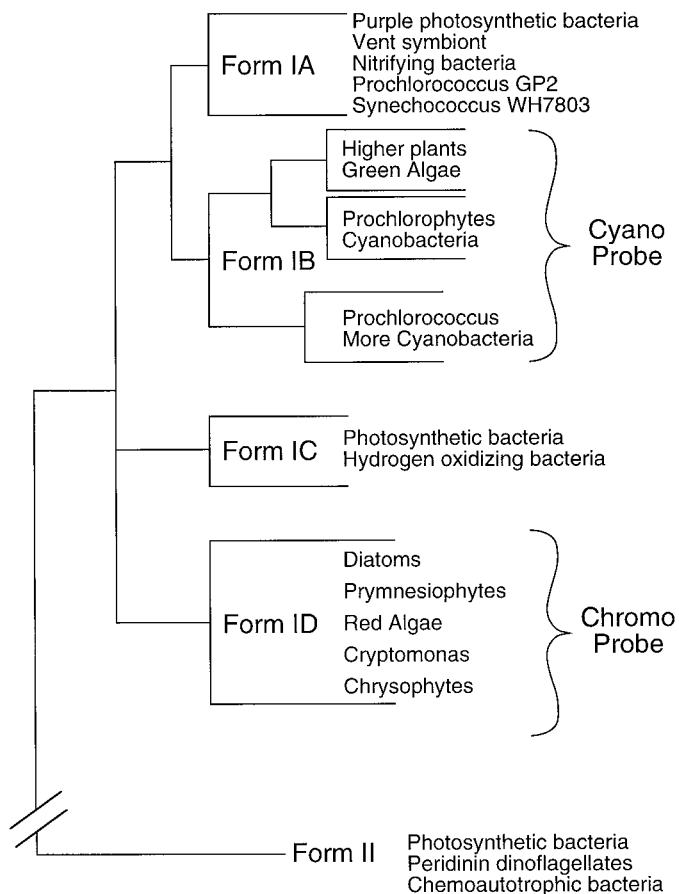 Form IA
Purple photosynthetic bacteria
Vent symbiont
Nitrifying bacteria
Prochlorococcus GP2
Synechococcus WH7803
Form IB
Higher plants
Green Algae
Prochlorophytes
Cyanobacteria
Prochlorococcus
More Cyanobacteria
Cyano
Probe
Form IC
Photosynthetic bacteria
Hydrogen oxidizing bacteria
Form ID
Diatoms
Prymnesiophytes
Red Algae
Cryptomonas
Chrysophytes
Chromo
Probe
Form II
Photosynthetic bacteria
Peridinin dinoflagellates
Chemoautotrophic bacteria